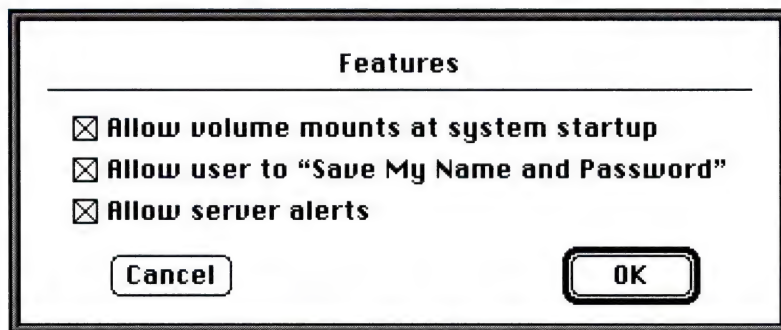 Features
Allow volume mounts at system startup
Allow user to “Save My Name and Password”
Allow server alerts
Cancel OK